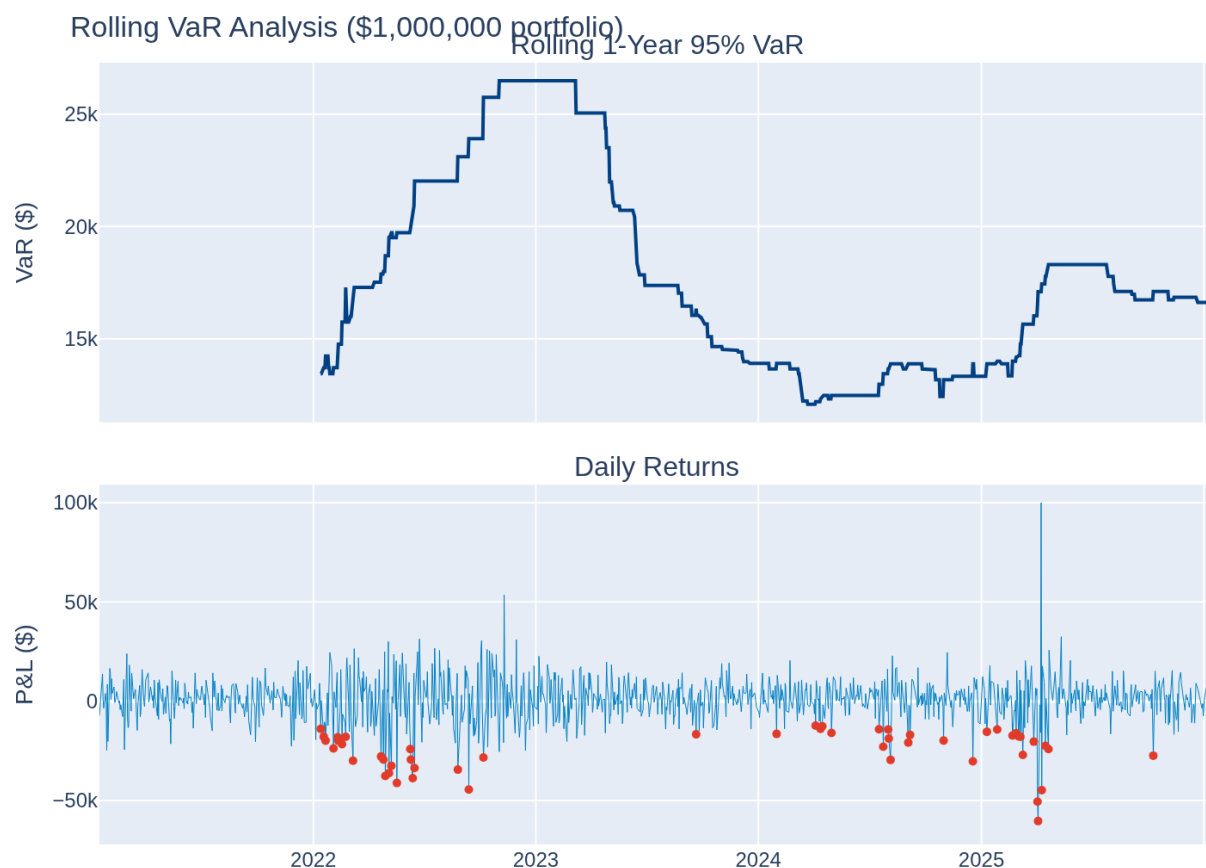 Rolling VaR Analysis ($1,000,000 portfolio)
Rolling 1-Year 95% VaR
25k
20k
15k
VaR ($)
Daily Returns
100k
50k
0
−50k
P&L ($)
2022
2023
2024
2025